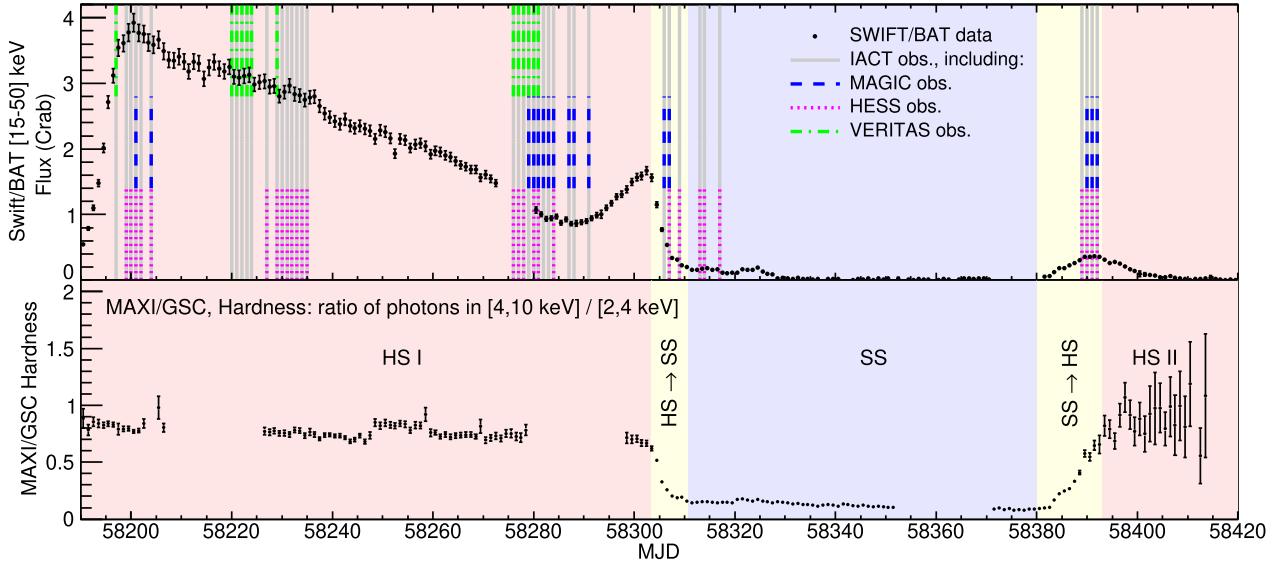 Swift/BAT [15-50] keV
Flux (Crab)
4
3
2
1
0
SWIFT/BAT data
IACT obs., including:
MAGIC obs.
HESS obs.
VERITAS obs.
MAXI/GSC Hardness
2
1.5
1
0.5
0
MAXI/GSC, Hardness: ratio of photons in [4,10 keV] / [2,4 keV]
HS I
HS → SS
SS
SS → HS
HS II
58200 58220 58240 58260 58280 58300 58320 58340 58360 58380 58400 58420
MJD